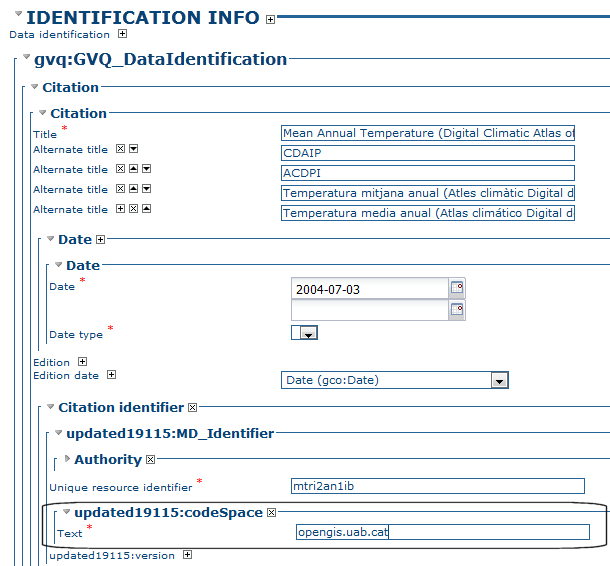 IDENTIFICATION INFO
Data identification
gvq:GVQ_DataIdentification
Citation
Citation
Title * Mean Annual Temperature (Digital Climatic Atlas of
Alternate title CDAIP
Alternate title ACDPI
Alternate title Temperatura mitjana anual (Atles climàtic Digital d
Alternate title Temperatura media anual (Atlas climático Digital d
Date
Date
Date * 2004-07-03
Date type *
Edition
Edition date Date (gco:Date)
Citation identifier
updated19115:MD_Identifier
Authority
Unique resource identifier * mtri2an1ib
updated19115:codeSpace
Text * opengis.uab.cat
updated19115:version